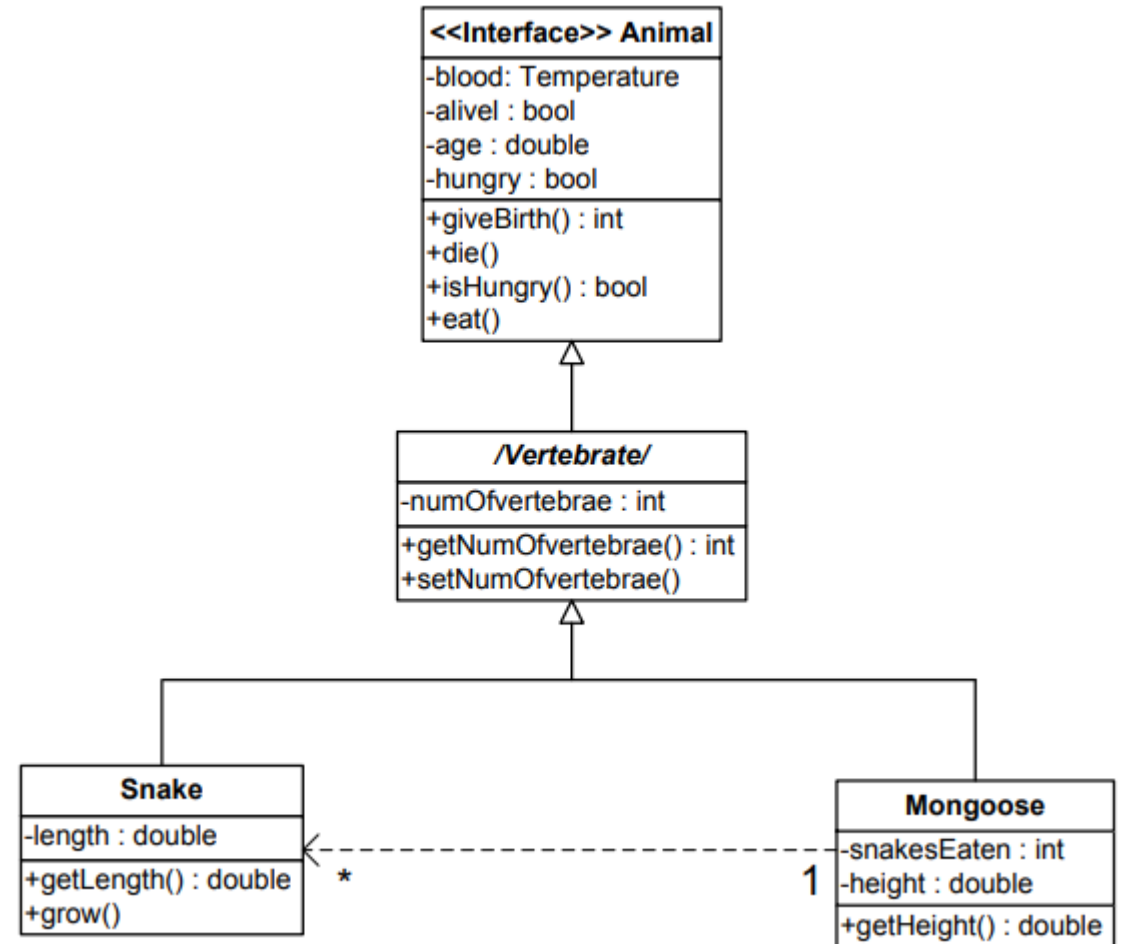 <<Interface>> Animal
-blood: Temperature
-alivel : bool
-age : double
-hungry : bool
+giveBirth() : int
+die()
+isHungry() : bool
+eat()
/Vertebrate/
-numOfvertebrae : int
+getNumOfvertebrae() : int
+setNumOfvertebrae()
Snake
-length : double
+getLength() : double
+grow()
*
1
Mongoose
-snakesEaten : int
-height : double
+getHeight() : double